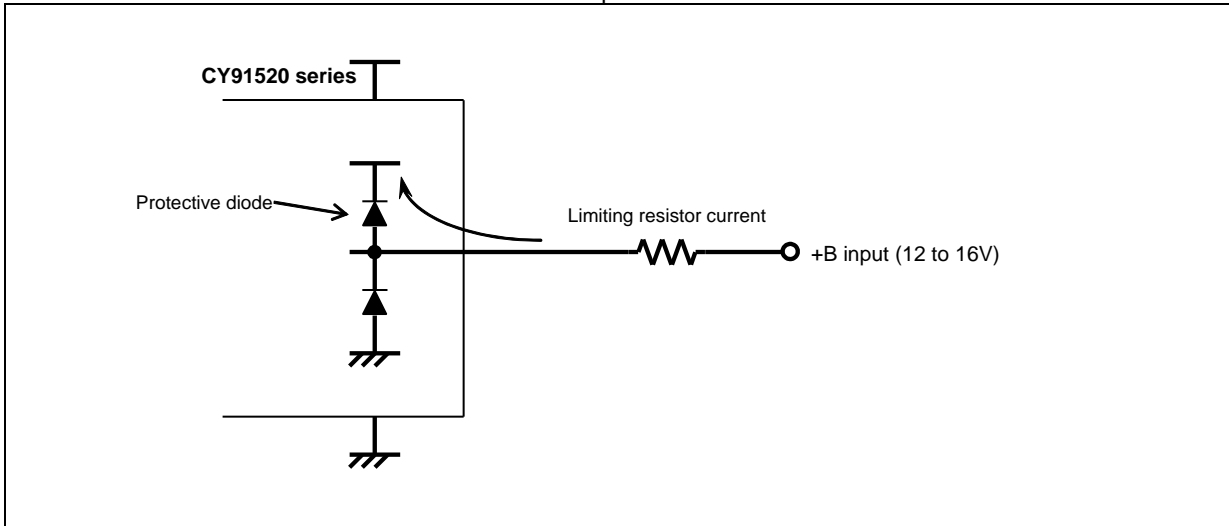 CY91520 series
Protective diode
Limiting resistor current
+B input (12 to 16V)